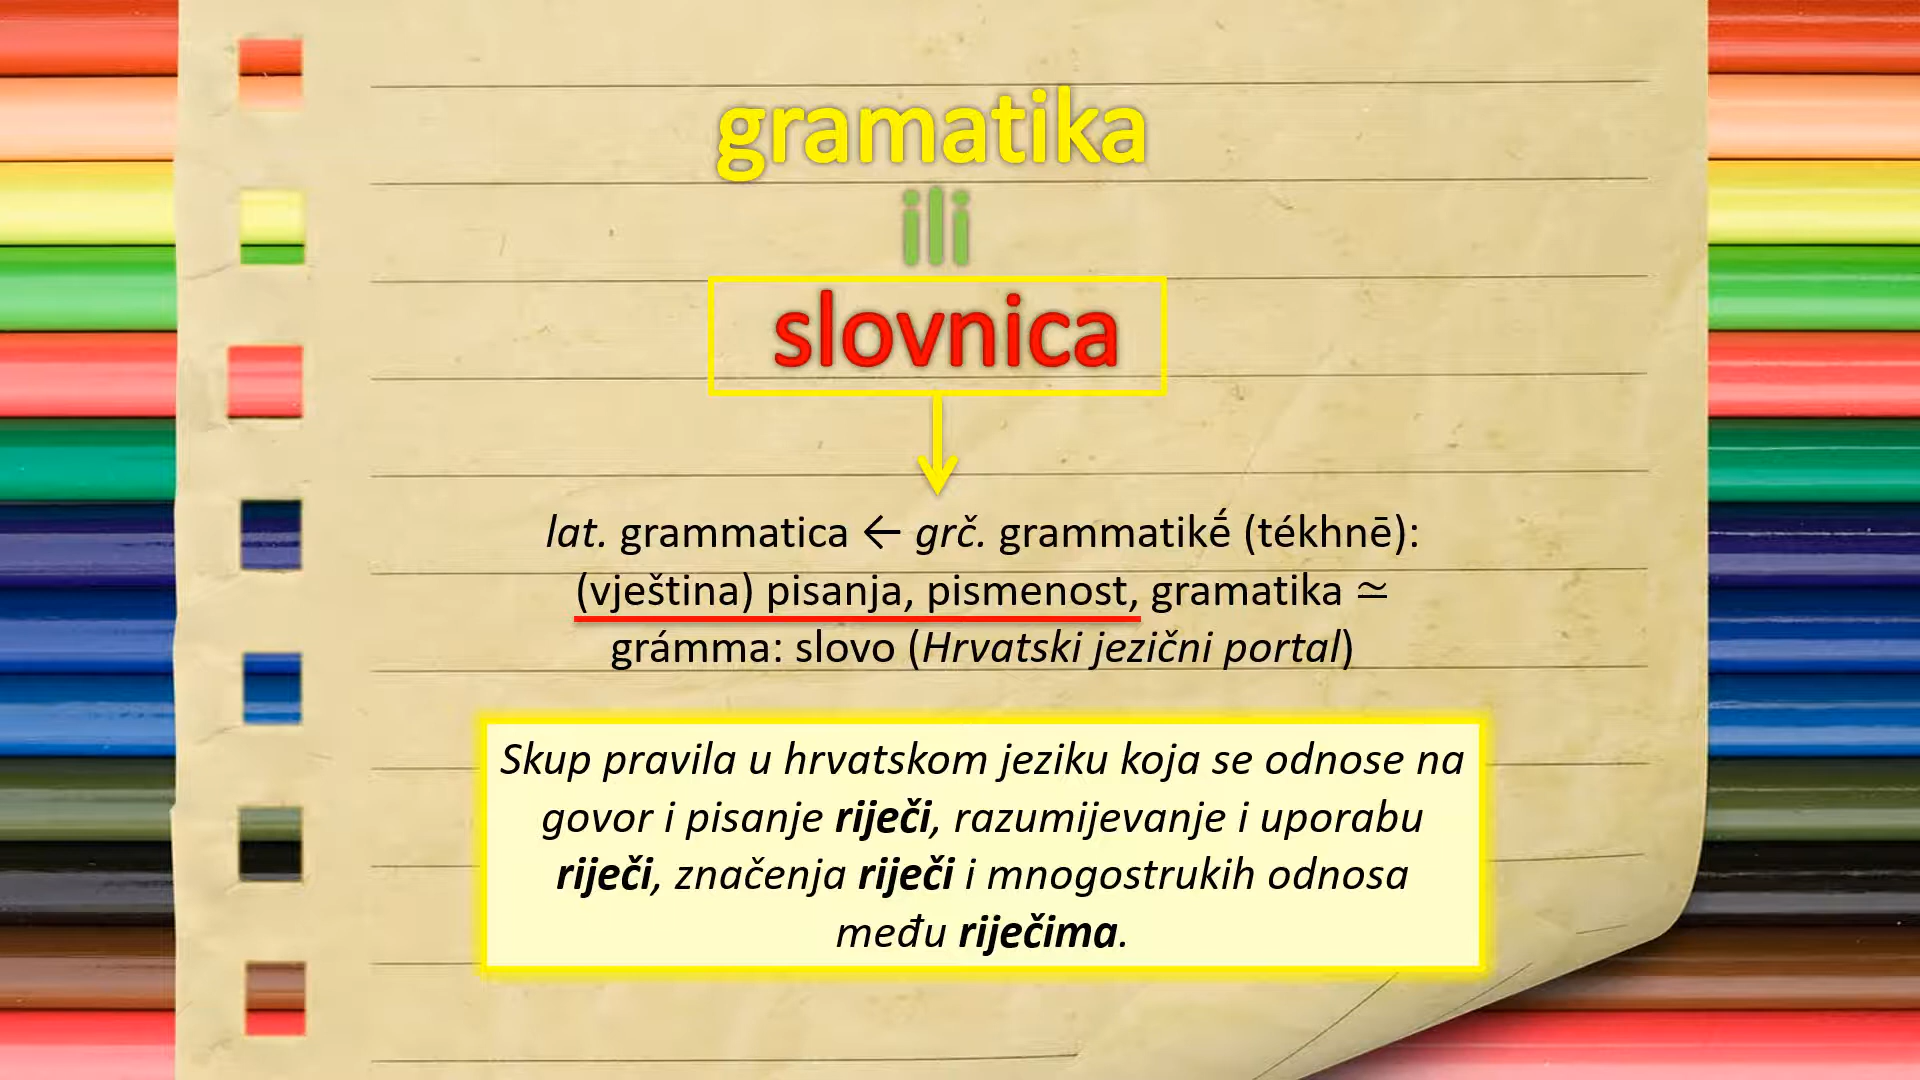 gramatika
ili
slovnica
lat. grammatica ← grč. grammatikḗ (tékhnē):
(vještina) pisanja, pismenost, gramatika ≃
grámma: slovo (Hrvatski jezični portal)
Skup pravila u hrvatskom jeziku koja se odnose na
govor i pisanje riječi, razumijevanje i uporabu
riječi, značenja riječi i mnogostrukih odnosa
među riječima.